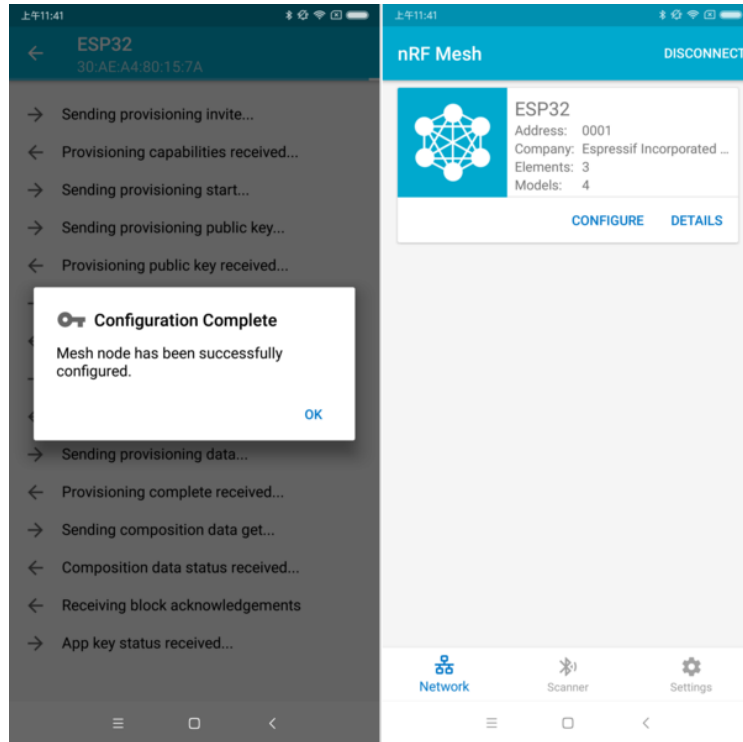 上午11:41
ESP32
30:AE:A4:80:15:7A
Sending provisioning invite...
Provisioning capabilities received...
Sending provisioning start...
Sending provisioning public key...
Provisioning public key received...
Configuration Complete
Mesh node has been successfully
configured.
OK
Sending provisioning data...
Provisioning complete received...
Sending composition data get...
Composition data status received...
Receiving block acknowledgements
App key status received...
上午11:41
nRF Mesh
DISCONNECT
ESP32
Address: 0001
Company: Espressif Incorporated ...
Elements: 3
Models: 4
CONFIGURE DETAILS
Network Scanner Settings